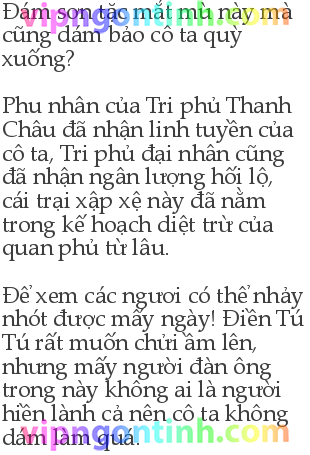 Đám sơn tặc mắt mù này mà
cũng dám bảo cô ta quỳ
xuống?
Phu nhân của Tri phủ Thanh
Châu đã nhận linh tuyền của
cô ta, Tri phủ đại nhân cũng
đã nhận ngân lượng hối lộ,
cái trại xập xệ này đã nằm
trong kế hoạch diệt trừ của
quan phủ từ lâu.
Để xem các ngươi có thể nhảy
nhót được mấy ngày! Điền Tú
Tú rất muốn chửi ầm lên,
nhưng mấy người đàn ông
trong này không ai là người
hiền lành cả nên cô ta không
dám làm quá.
vipngontinh.com
vipngontinh.com